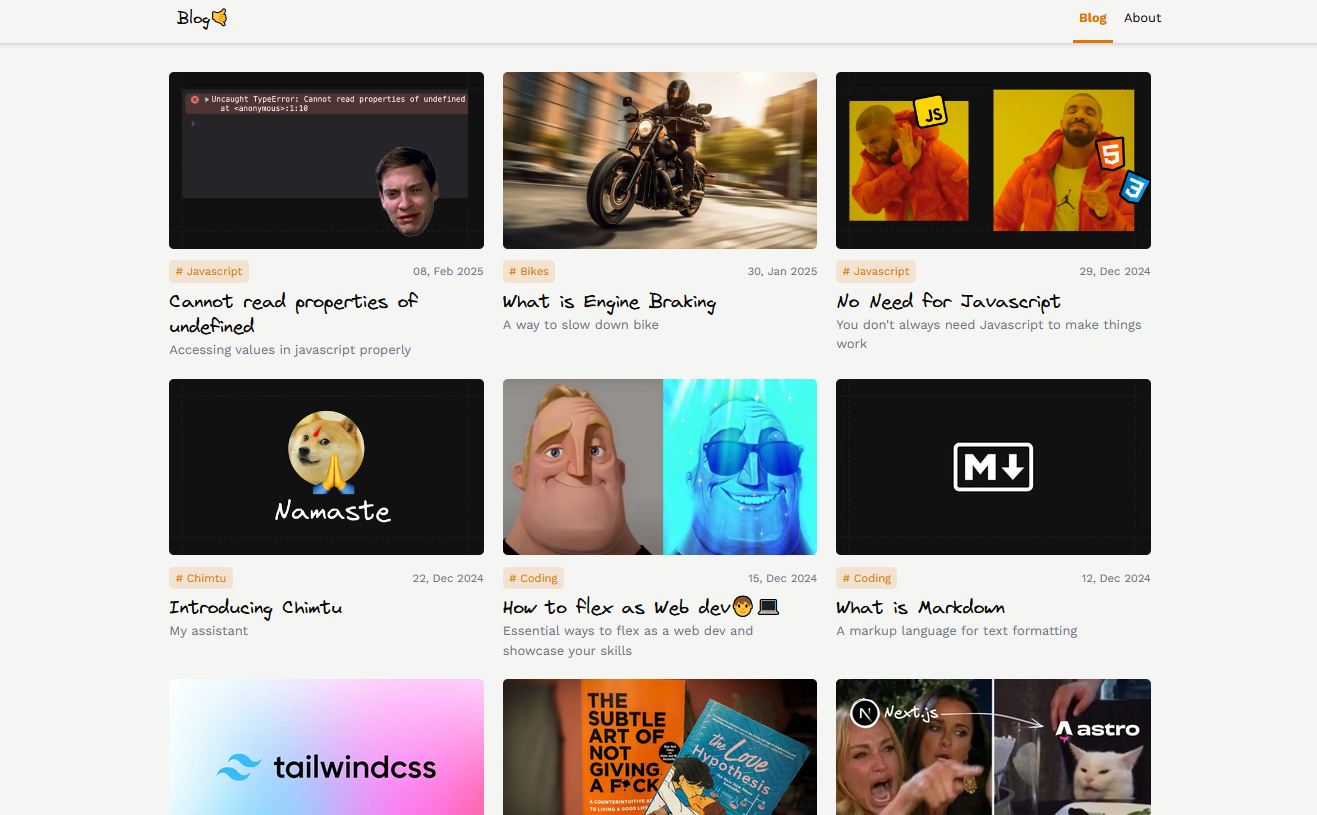 Blog
Blog
About
Uncaught TypeError: Cannot read properties of undefined
at <anonymous>:1:10
JS
5
3
# Javascript
08, Feb 2025
# Bikes
30, Jan 2025
# Javascript
29, Dec 2024
Cannot read properties of
undefined
Accessing values in javascript properly
What is Engine Braking
A way to slow down bike
No Need for Javascript
You don't always need Javascript to make things
work
Namaste
M
# Chimtu
22, Dec 2024
# Coding
15, Dec 2024
# Coding
12, Dec 2024
Introducing Chimtu
My assistant
How to flex as Web dev🧑💻
Essential ways to flex as a web dev and
showcase your skills
What is Markdown
A markup language for text formatting
tailwindcss
THE
SUBTLE
ART OF
NOT
GIVING
A F*CK
A COUNTERINTUITIVE
TO LIVING A GOOD
the Love
Hypothesis
N Next.js
astro